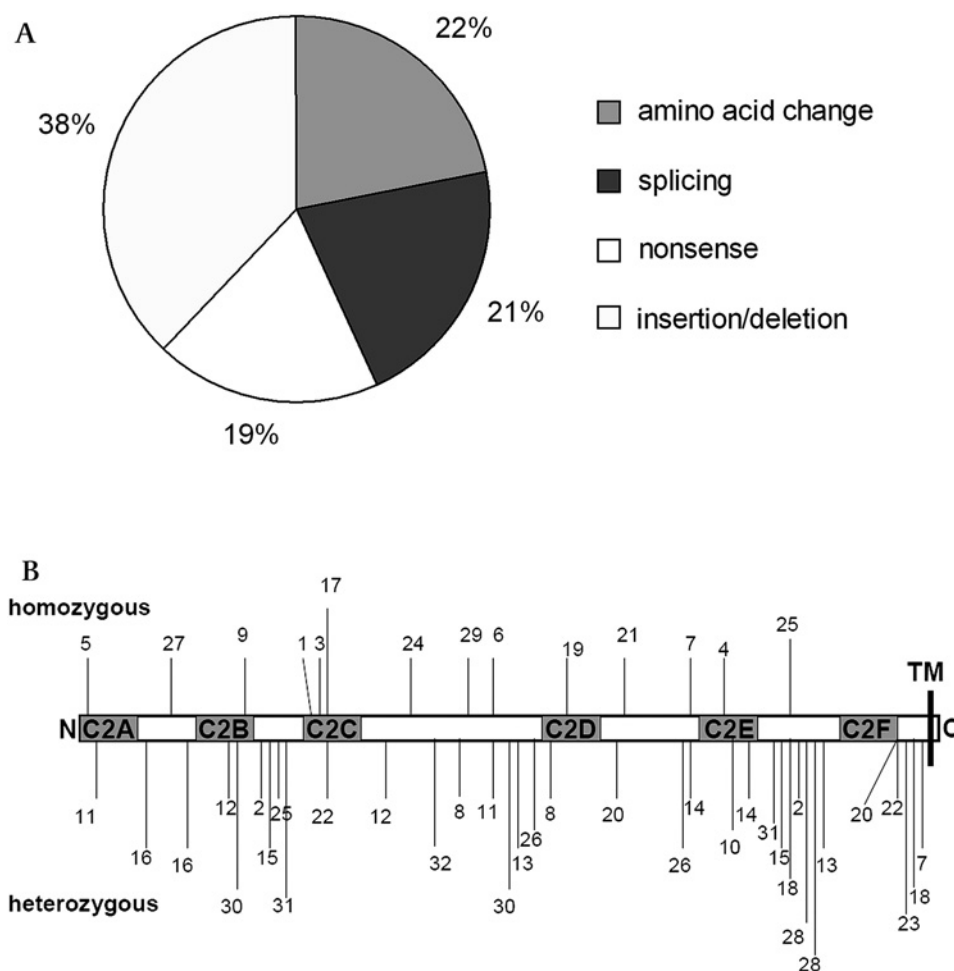 A
22%
38%
21%
19%
amino acid change
splicing
nonsense
insertion/deletion
B
homozygous
17
5 27 9 1 3 24 29 6 19 21 7 4 25
TM
N C2A C2B C2C C2D C2E C2F C
11 12 2 25 22 12 8 11 8 20 14 14 2 22
16 16 15 32 13 26 26 10 31 15 13 20 7
30 31 30 18 18
heterozygous
28 23
28